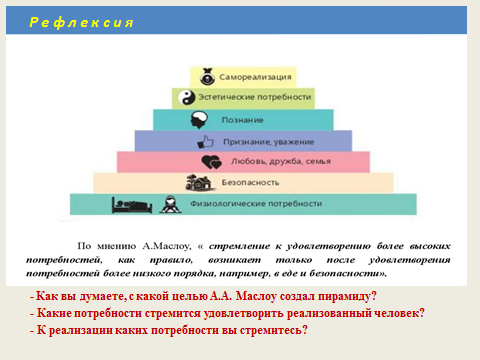 Рефлексия
Самореализация
Эстетические потребности
Познание
Признание, уважение
Любовь, дружба, семья
Безопасность
Физиологические потребности
По мнению А.Маслоу, « стремление к удовлетворению более высоких
потребностей, как правило, возникает только после удовлетворения
потребностей более низкого порядка, например, в еде и безопасности».
- Как вы думаете, с какой целью А.А. Маслоу создал пирамиду?
- Какие потребности стремится удовлетворить реализованный человек?
- К реализации каких потребности вы стремитесь?